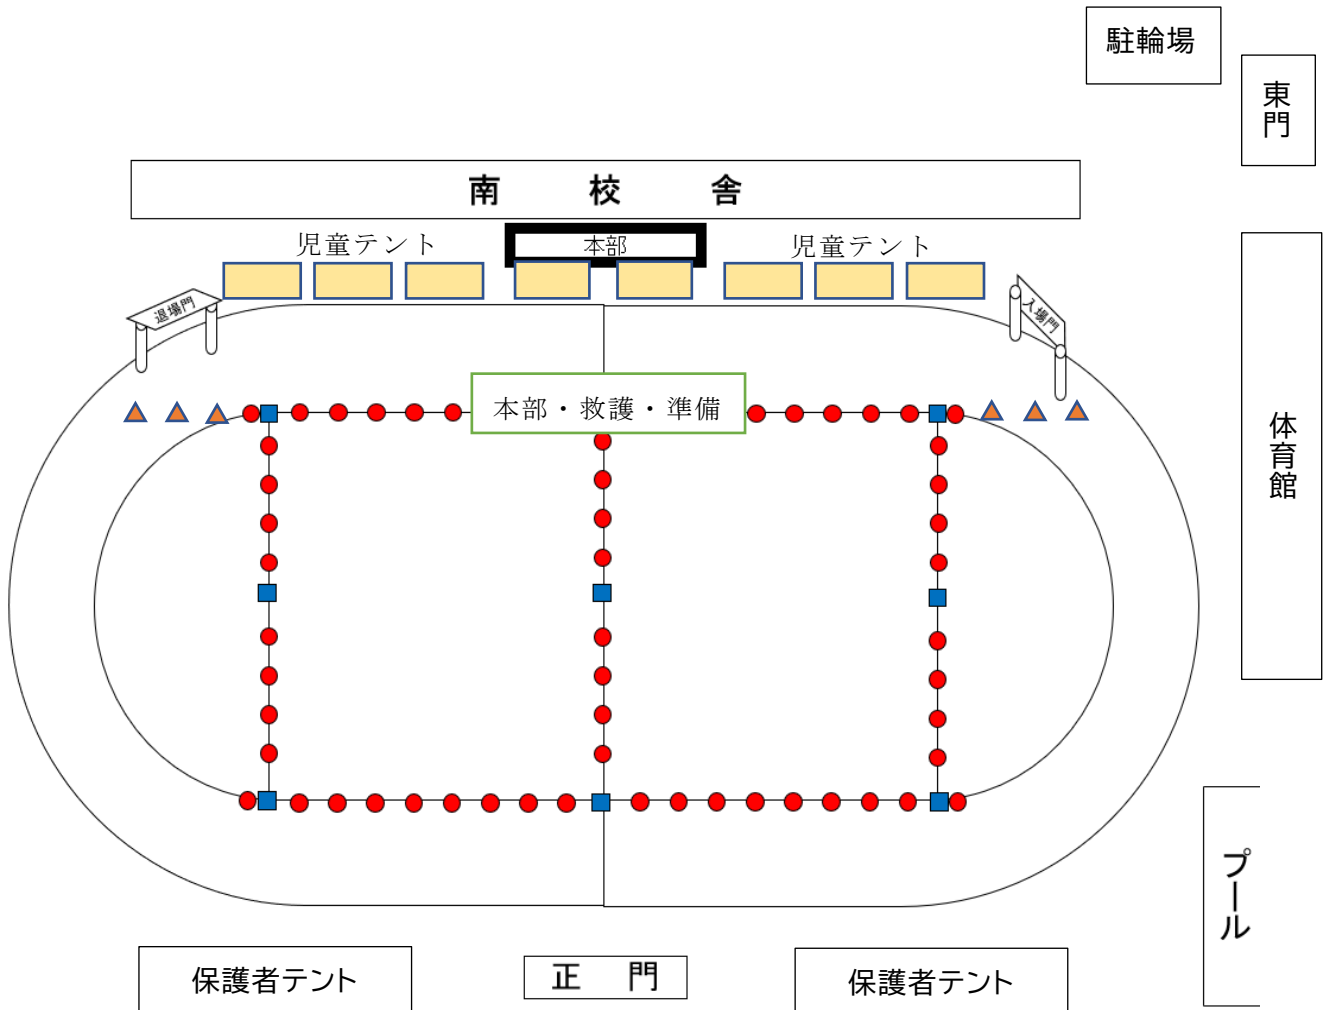 駐輪場
東門
南校舎
児童テント
本部
児童テント
退場門
入場門
本部・救護・準備
体育館
プール
保護者テント
正門
保護者テント